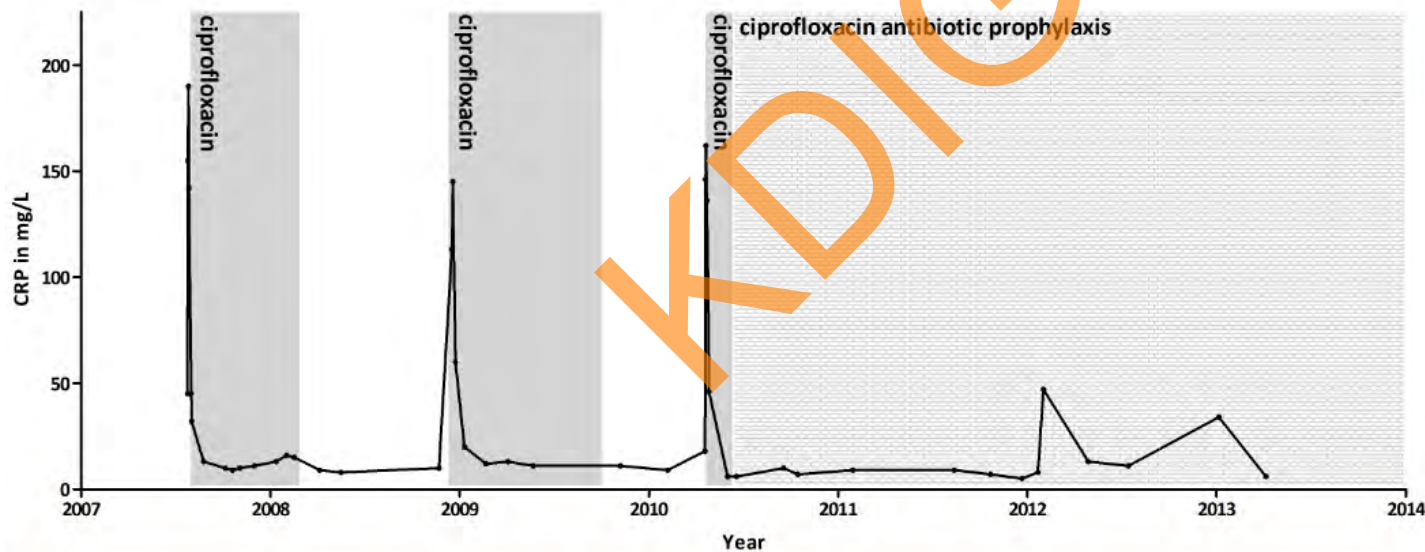 ciprofloxacin
ciprofloxacin
ciprofloxacin
ciprofloxacin antibiotic prophylaxis
200
150
100
50
0
CRP in mg/L
2007
2008
2009
2010
2011
2012
2013
2014
Year
KDIG